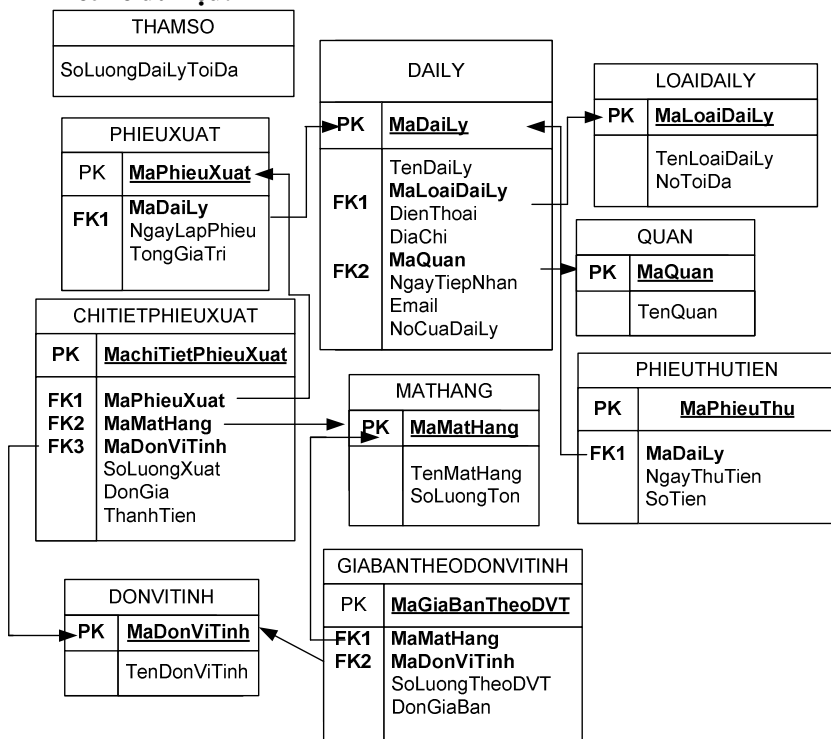 THAMSO
SoLuongDaiLyToiDa
DAILY
PK MaDaiLy
TenDaiLy
FK1 MaLoaiDaiLy
DienThoai
DiaChi
FK2 MaQuan
NgayTiepNhan
Email
NoCuaDaiLy
LOAIDAILY
PK MaLoaiDaiLy
TenLoaiDaiLy
NoToiDa
PHIEUXUAT
PK MaPhieuXuat
FK1 MaDaiLy
NgayLapPhieu
TongGiaTri
QUAN
PK MaQuan
TenQuan
CHITIETPHIEUXUAT
PK MachiTietPhieuXuat
FK1 MaPhieuXuat
FK2 MaMatHang
FK3 MaDonViTinh
SoLuongXuat
DonGia
ThanhTien
MATHANG
PK MaMatHang
TenMatHang
SoLuongTon
PHIEUTHUTIEN
PK MaPhieuThu
FK1 MaDaiLy
NgayThuTien
SoTien
DONVITINH
PK MaDonViTinh
TenDonViTinh
GIABANTHEODONVITINH
PK MaGiaBanTheoDVT
FK1 MaMatHang
FK2 MaDonViTinh
SoLuongTheoDVT
DonGiaBan